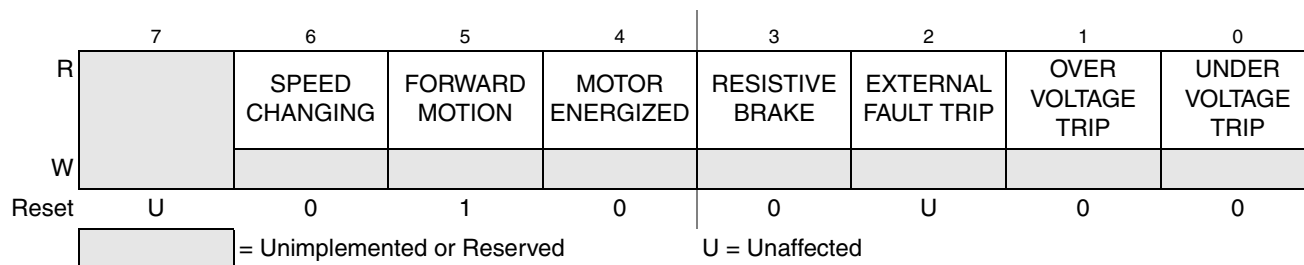 7 6 5 4 3 2 1 0
R
SPEED CHANGING
FORWARD MOTION
MOTOR ENERGIZED
RESISTIVE BRAKE
EXTERNAL FAULT TRIP
OVER VOLTAGE TRIP
UNDER VOLTAGE TRIP
W
Reset U 0 1 0 0 U 0 0
= Unimplemented or Reserved U = Unaffected